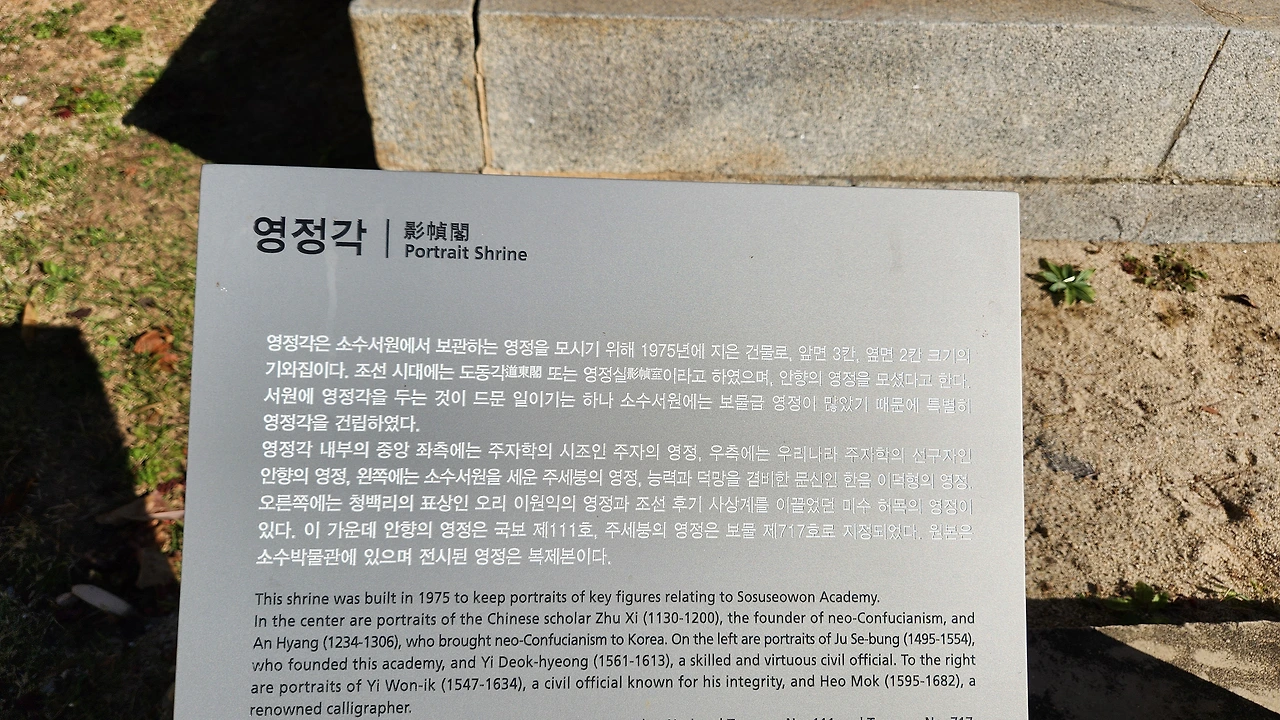 영정각
影幀閣
Portrait Shrine
영정각은 소수서원에서 보관하는 영정을 모시기 위해 1975년에 지은 건물로, 앞면 3칸, 옆면 2칸 크기의
기와집이다. 조선 시대에는 도동각道東閣 또는 영정실影幀室이라고 하였으며, 안향의 영정을 모셨다고 한다.
서원에 영정각을 두는 것이 드문 일이기는 하나 소수서원에는 보물급 영정이 많았기 때문에 특별히
영정각을 건립하였다.
영정각 내부의 중앙 좌측에는 주자학의 시조인 주자의 영정, 우측에는 우리나라 주자학의 선구자인
안향의 영정, 왼쪽에는 소수서원을 세운 주세붕의 영정, 능력과 덕망을 겸비한 문신인 한음 이덕형의 영정,
오른쪽에는 청백리의 표상인 오리 이원익의 영정과 조선 후기 사상계를 이끌었던 미수 허목의 영정이
있다. 이 가운데 안향의 영정은 국보 제111호, 주세붕의 영정은 보물 제717호로 지정되었다. 원본은
소수박물관에 있으며 전시된 영정은 복제본이다.
This shrine was built in 1975 to keep portraits of key figures relating to Sosuseowon Academy.
In the center are portraits of the Chinese scholar Zhu Xi (1130-1200), the founder of neo-Confucianism, and
An Hyang (1234-1306), who brought neo-Confucianism to Korea. On the left are portraits of Ju Se-bung (1495-1554),
who founded this academy, and Yi Deok-hyeong (1561-1613), a skilled and virtuous civil official. To the right
are portraits of Yi Won-ik (1547-1634), a civil official known for his integrity, and Heo Mok (1595-1682), a
renowned calligrapher.